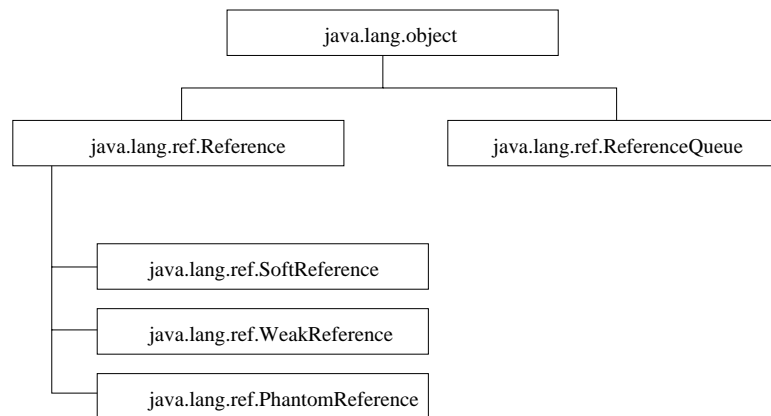 java.lang.object
java.lang.ref.Reference
java.lang.ref.ReferenceQueue
java.lang.ref.SoftReference
java.lang.ref.WeakReference
java.lang.ref.PhantomReference